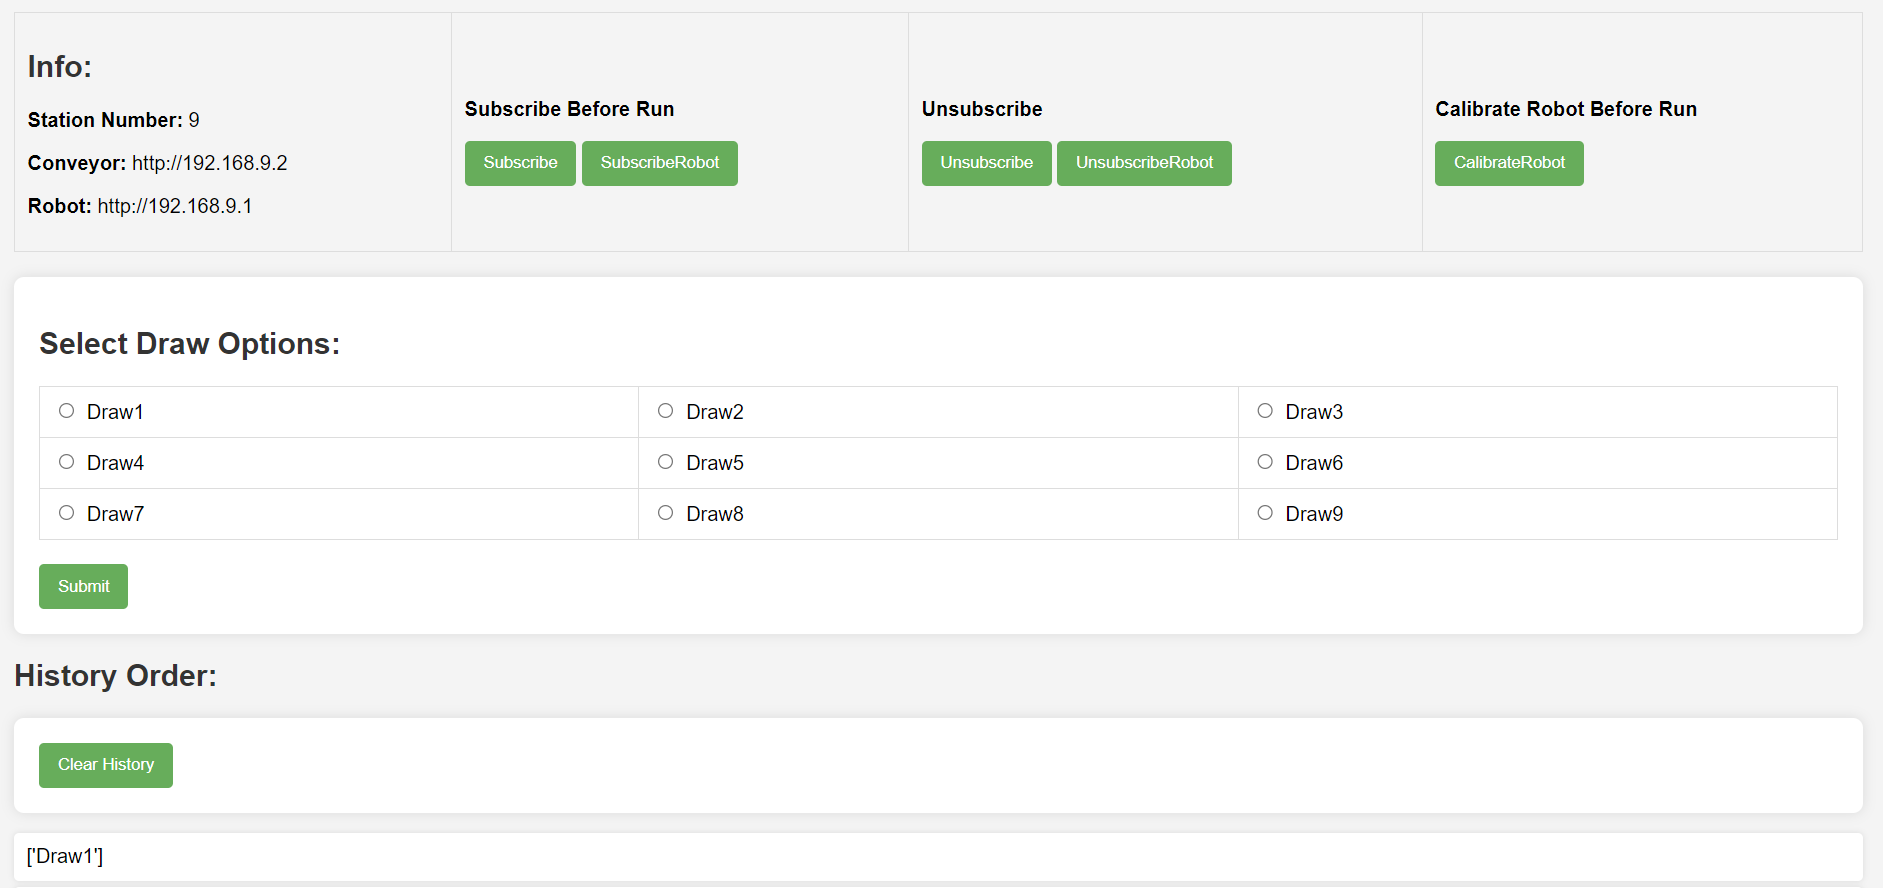 Info:
Station Number: 9
Conveyor: http://192.168.9.2
Robot: http://192.168.9.1
Subscribe Before Run
Subscribe SubscribeRobot
Unsubscribe
Unsubscribe UnsubscribeRobot
Calibrate Robot Before Run
CalibrateRobot
Select Draw Options:
Draw1 Draw2 Draw3
Draw4 Draw5 Draw6
Draw7 Draw8 Draw9
Submit
History Order:
Clear History
['Draw1']